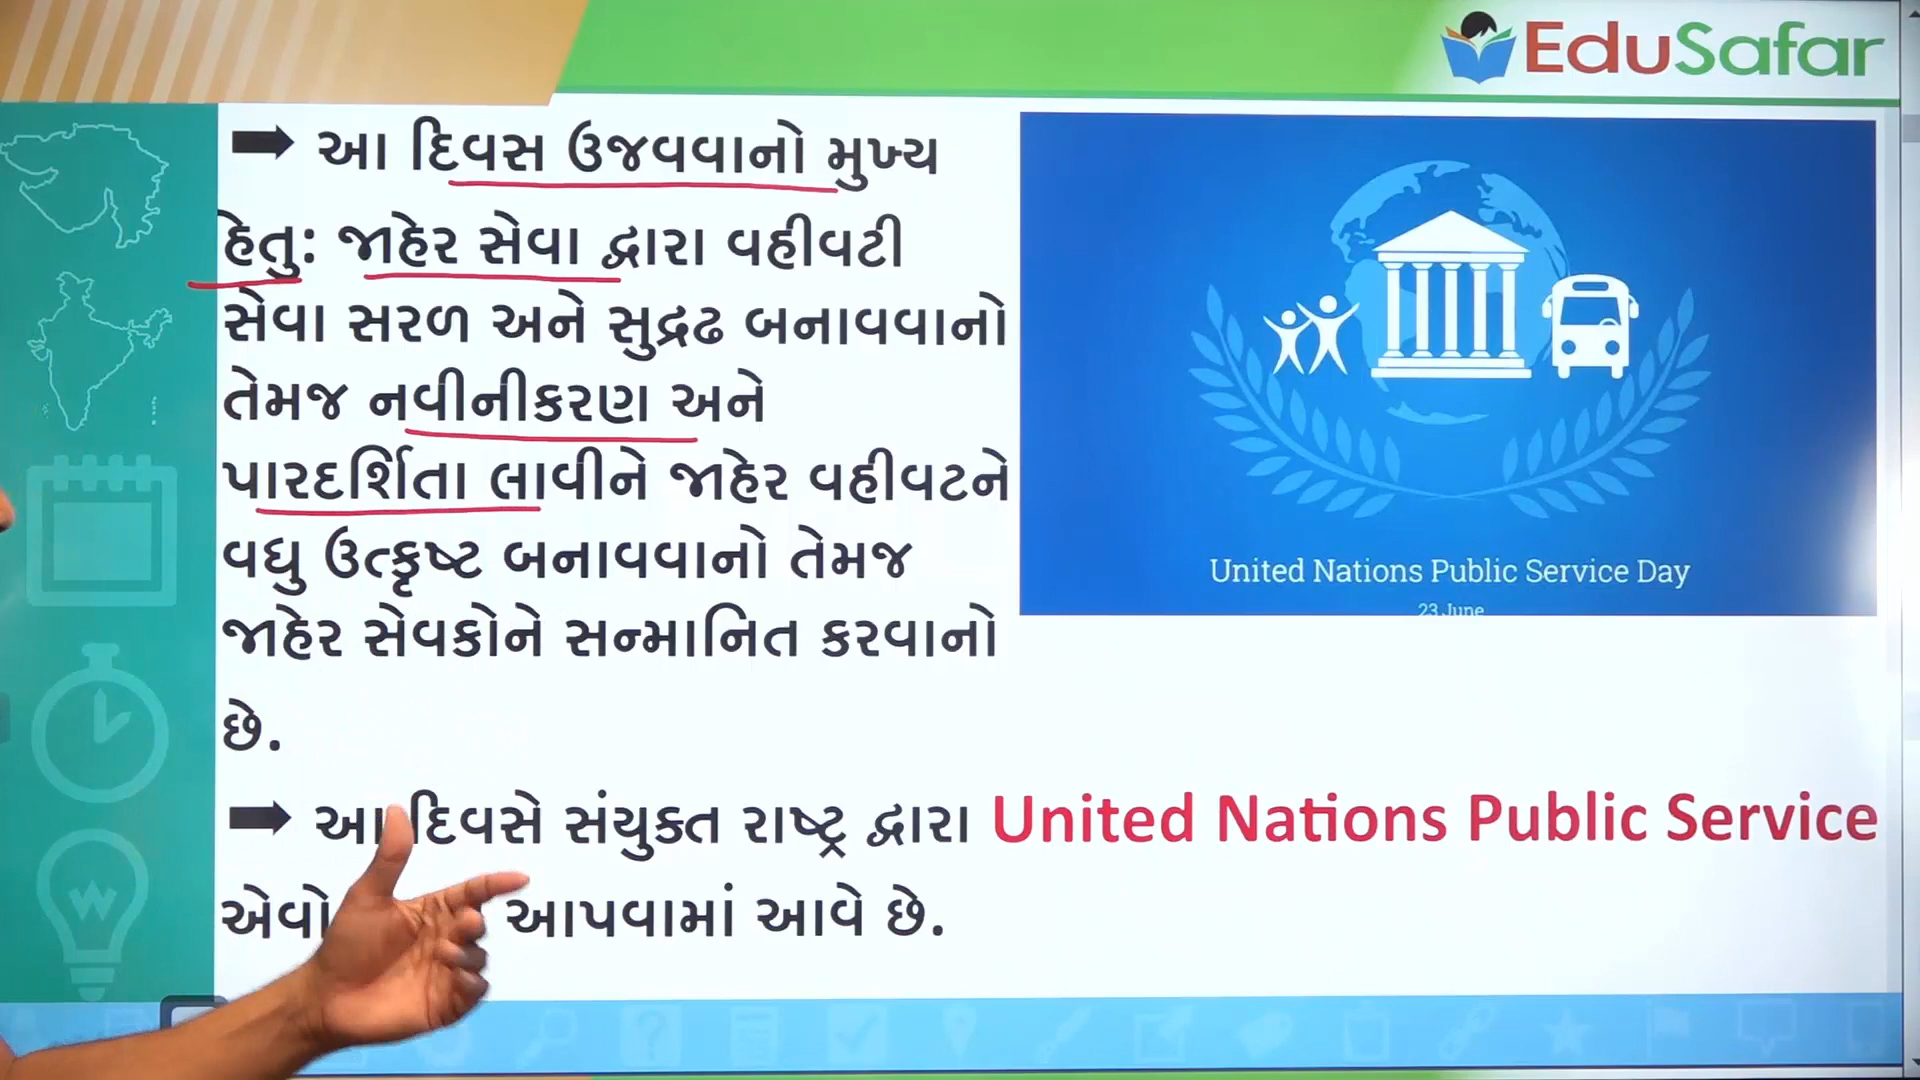 EduSafar
➡ આ દિવસ ઉજવવાનો મુખ્ય
હેતુ: જાહેર સેવા દ્વારા વહીવટી
સેવા સરળ અને સુદ્રઢ બનાવવાનો
તેમજ નવીનીકરણ અને
પારદર્શિતા લાવીને જાહેર વહીવટને
વધુ ઉત્કૃષ્ટ બનાવવાનો તેમજ
જાહેર સેવકોને સન્માનિત કરવાનો
છે.
United Nations Public Service Day
23 June
➡ આ દિવસે સંયુક્ત રાષ્ટ્ર દ્વારા United Nations Public Service
એવો આપવામાં આવે છે.